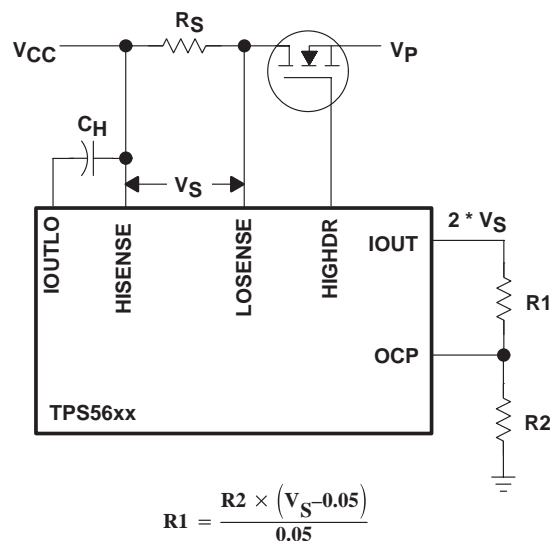 RS
VCC
VP
CH
VS
IOUTLO
HISENSE
LOSENSE
HIGHDR
IOUT
2 * VS
R1
OCP
R2
TPS56xx
R1 = R2 × (VS–0.05) / 0.05